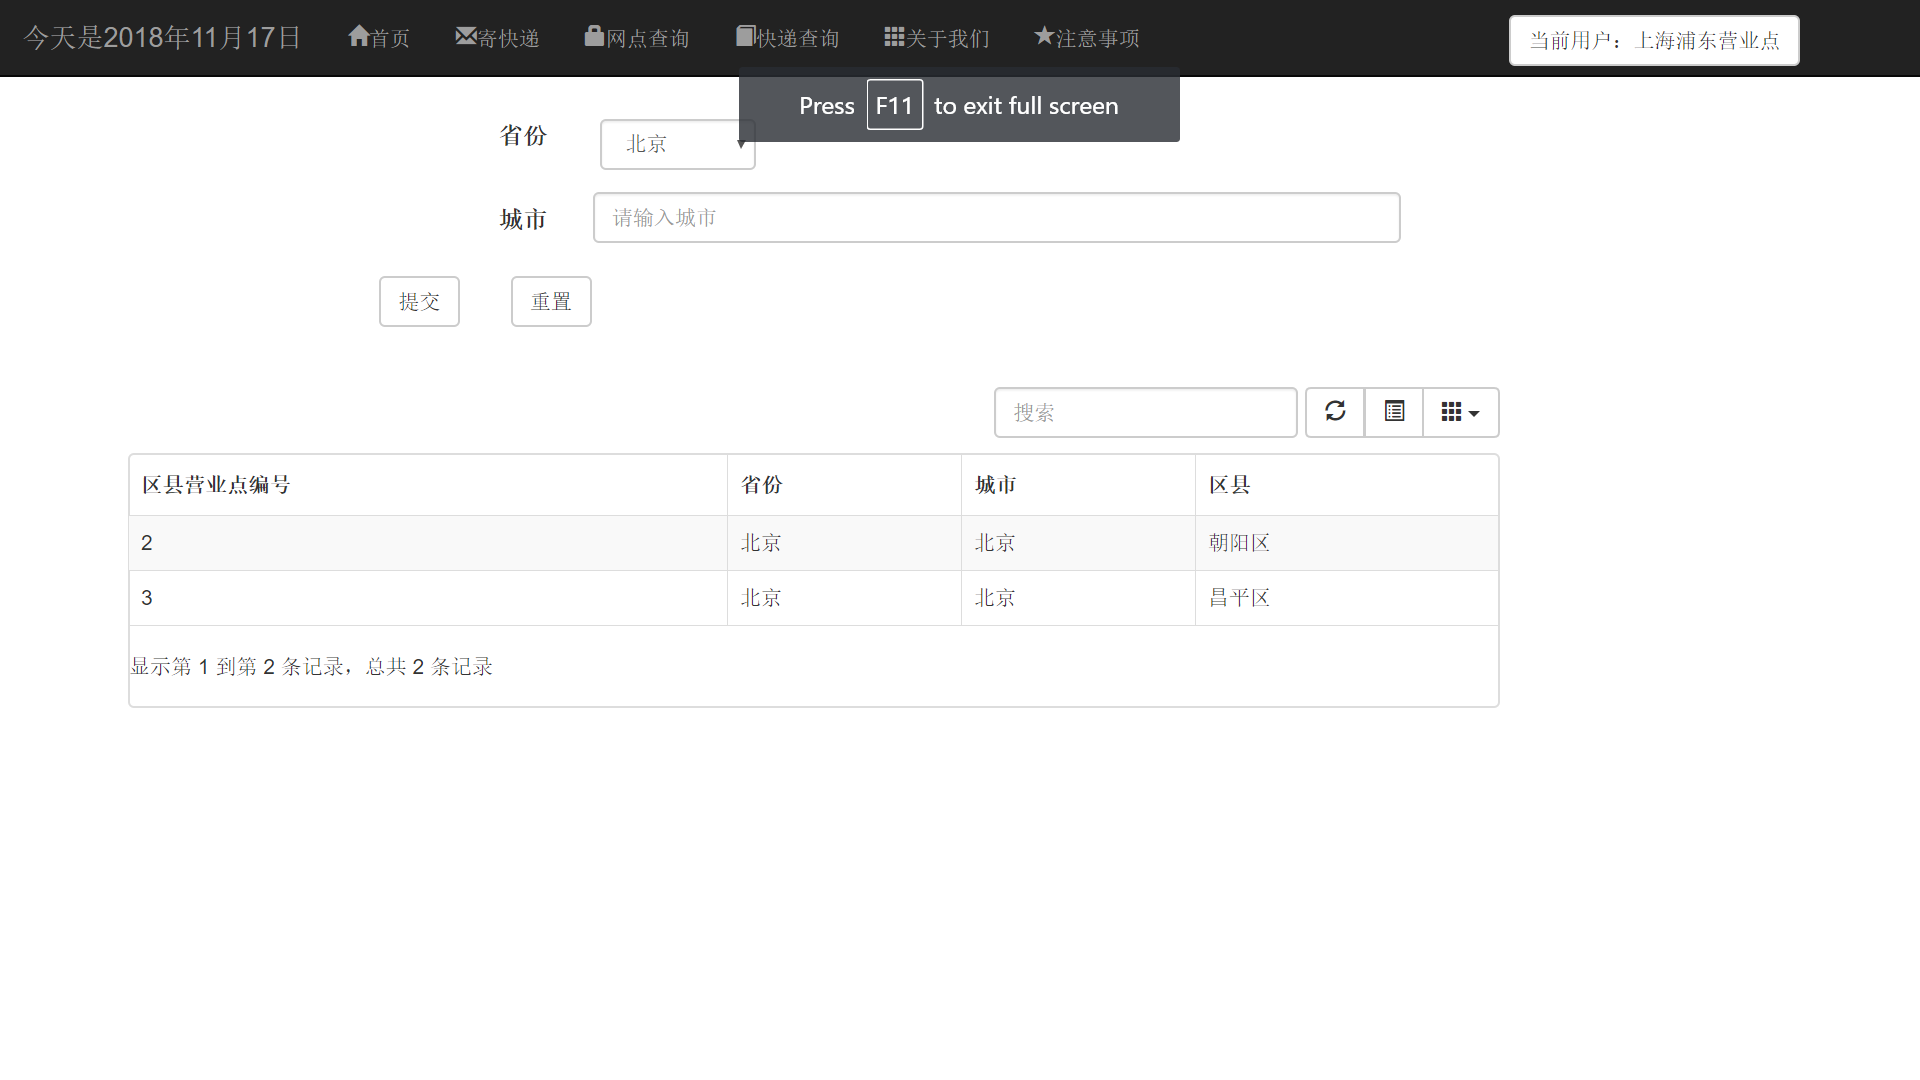 今天是2018年11月17日 首页 寄快递 网点查询 快递查询 关于我们 注意事项 当前用户：上海浦东营业点
Press F11 to exit full screen
省份 北京
城市 请输入城市
提交 重置
搜索
区县营业点编号 省份 城市 区县
2 北京 北京 朝阳区
3 北京 北京 昌平区
显示第 1 到第 2 条记录，总共 2 条记录